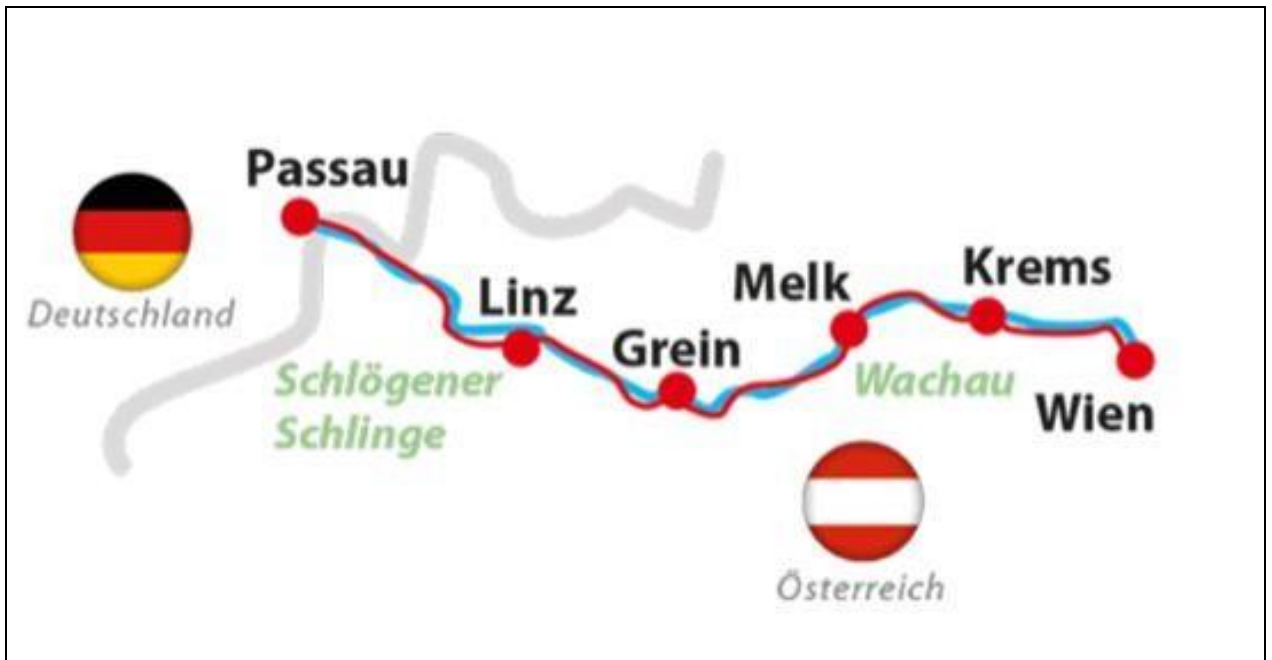 Passau
Deutschland
Linz
Schlögener
Schlinge
Grein
Melk
Krems
Wachau
Wien
Österreich